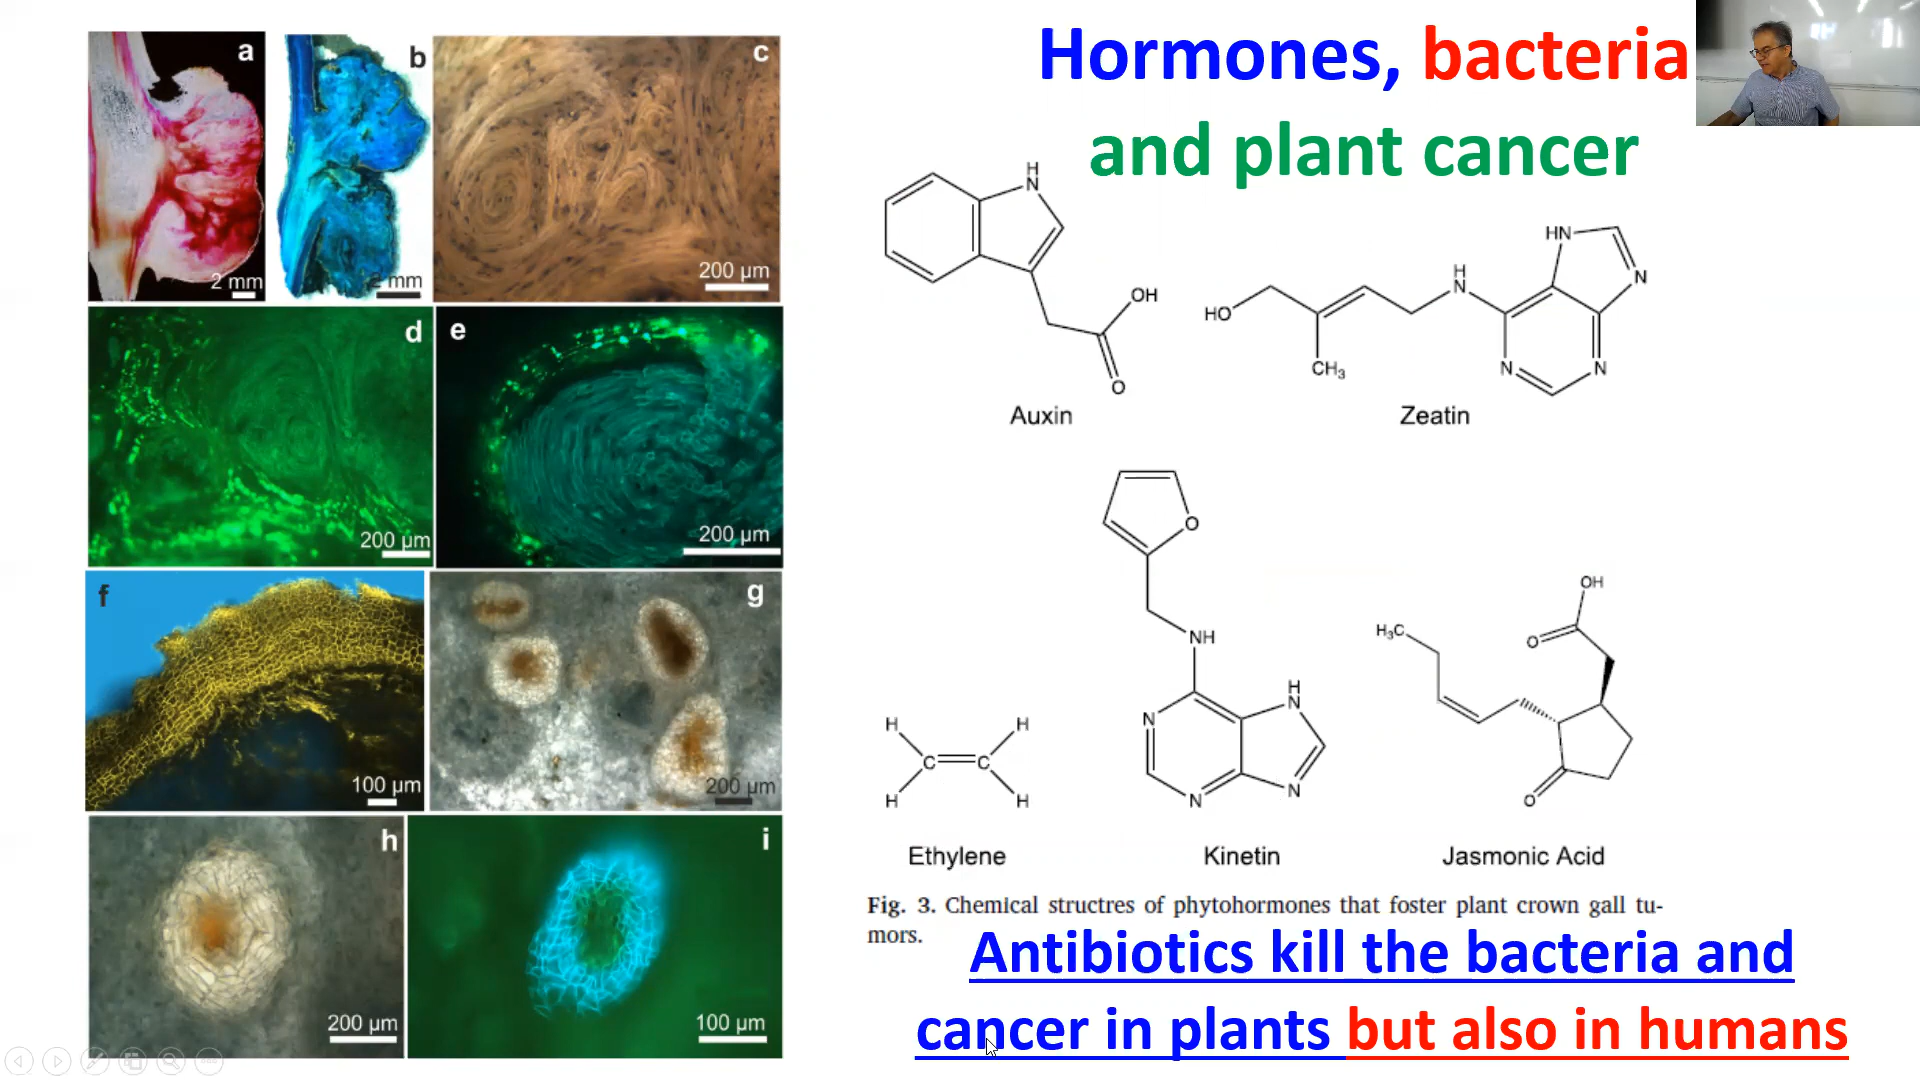 Hormones, bacteria
and plant cancer
a
b
c
2 mm
2 mm
200 µm
d
e
200 µm
200 µm
f
g
100 µm
200 µm
h
i
200 µm
100 µm
H
N
OH
O
Auxin
HO
CH3
H
N
HN
N
N
N
Zeatin
H
H
C
C
H
H
Ethylene
O
NH
N
N
H
N
N
Kinetin
OH
O
H3C
O
Jasmonic Acid
Fig. 3. Chemical structres of phytohormones that foster plant crown gall tu-
mors.
Antibiotics kill the bacteria and
cancer in plants but also in humans